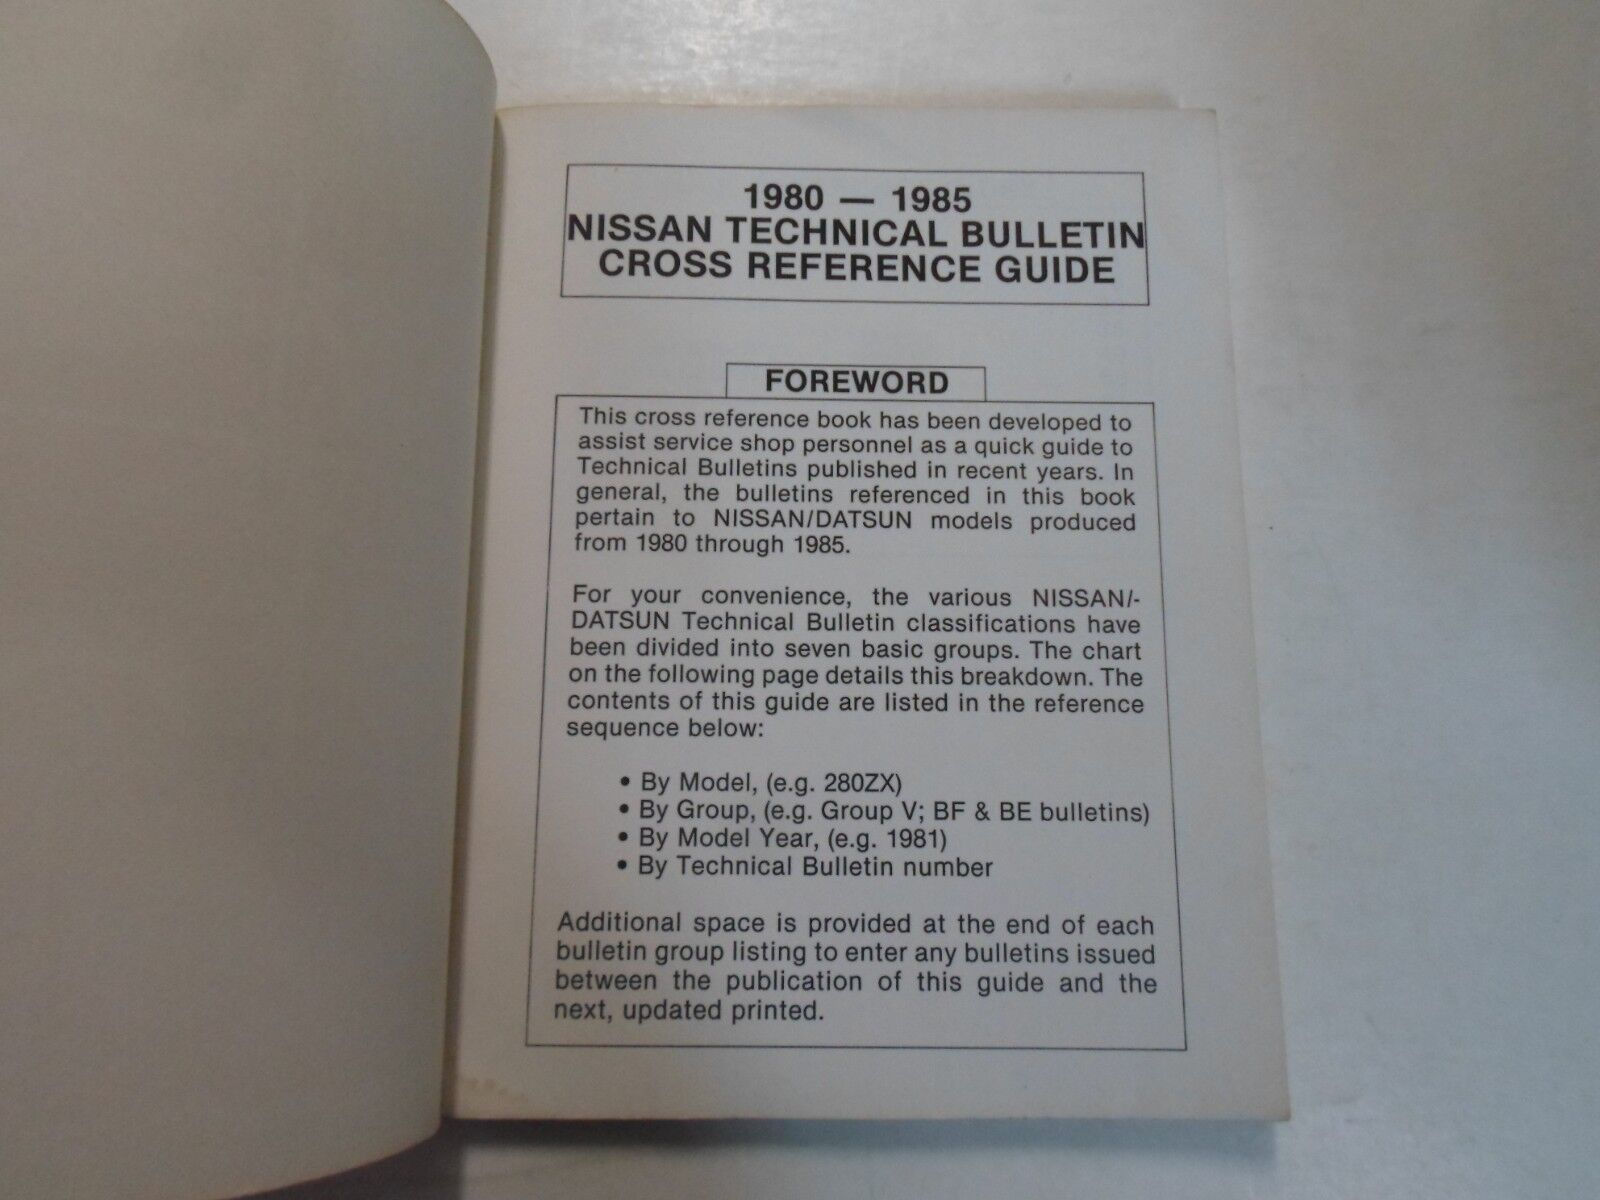 1980 — 1985
NISSAN TECHNICAL BULLETIN
CROSS REFERENCE GUIDE
FOREWORD
This cross reference book has been developed to
assist service shop personnel as a quick guide to
Technical Bulletins published in recent years. In
general, the bulletins referenced in this book
pertain to NISSAN/DATSUN models produced
from 1980 through 1985.
For your convenience, the various NISSAN/-
DATSUN Technical Bulletin classifications have
been divided into seven basic groups. The chart
on the following page details this breakdown. The
contents of this guide are listed in the reference
sequence below:
• By Model, (e.g. 280ZX)
• By Group, (e.g. Group V; BF & BE bulletins)
• By Model Year, (e.g. 1981)
• By Technical Bulletin number
Additional space is provided at the end of each
bulletin group listing to enter any bulletins issued
between the publication of this guide and the
next, updated printed.